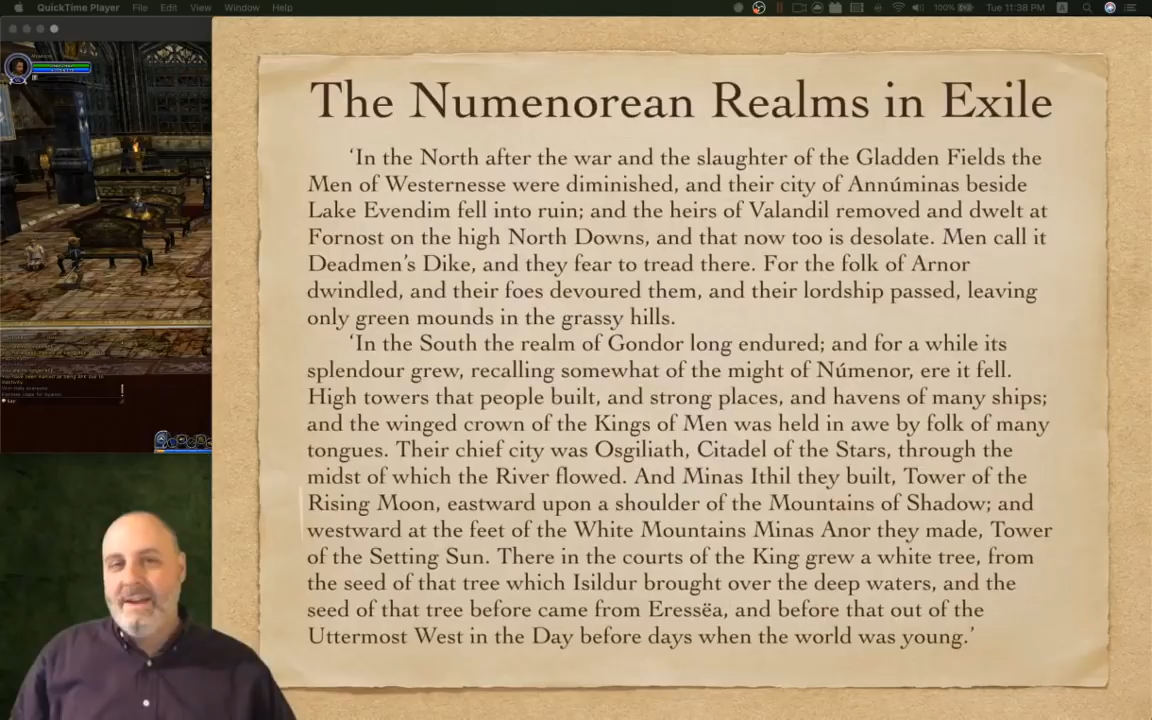 QuickTime Player File Edit View Window Help
100% Tue 11:38 PM
The Numenorean Realms in Exile
‘In the North after the war and the slaughter of the Gladden Fields the
Men of Westernesse were diminished, and their city of Annúminas beside
Lake Evendim fell into ruin; and the heirs of Valandil removed and dwelt at
Fornost on the high North Downs, and that now too is desolate. Men call it
Deadmen’s Dike, and they fear to tread there. For the folk of Arnor
dwindled, and their foes devoured them, and their lordship passed, leaving
only green mounds in the grassy hills.
‘In the South the realm of Gondor long endured; and for a while its
splendour grew, recalling somewhat of the might of Númenor, ere it fell.
High towers that people built, and strong places, and havens of many ships;
and the winged crown of the Kings of Men was held in awe by folk of many
tongues. Their chief city was Osgiliath, Citadel of the Stars, through the
midst of which the River flowed. And Minas Ithil they built, Tower of the
Rising Moon, eastward upon a shoulder of the Mountains of Shadow; and
westward at the feet of the White Mountains Minas Anor they made, Tower
of the Setting Sun. There in the courts of the King grew a white tree, from
the seed of that tree which Isildur brought over the deep waters, and the
seed of that tree before came from Eressëa, and before that out of the
Uttermost West in the Day before days when the world was young.’